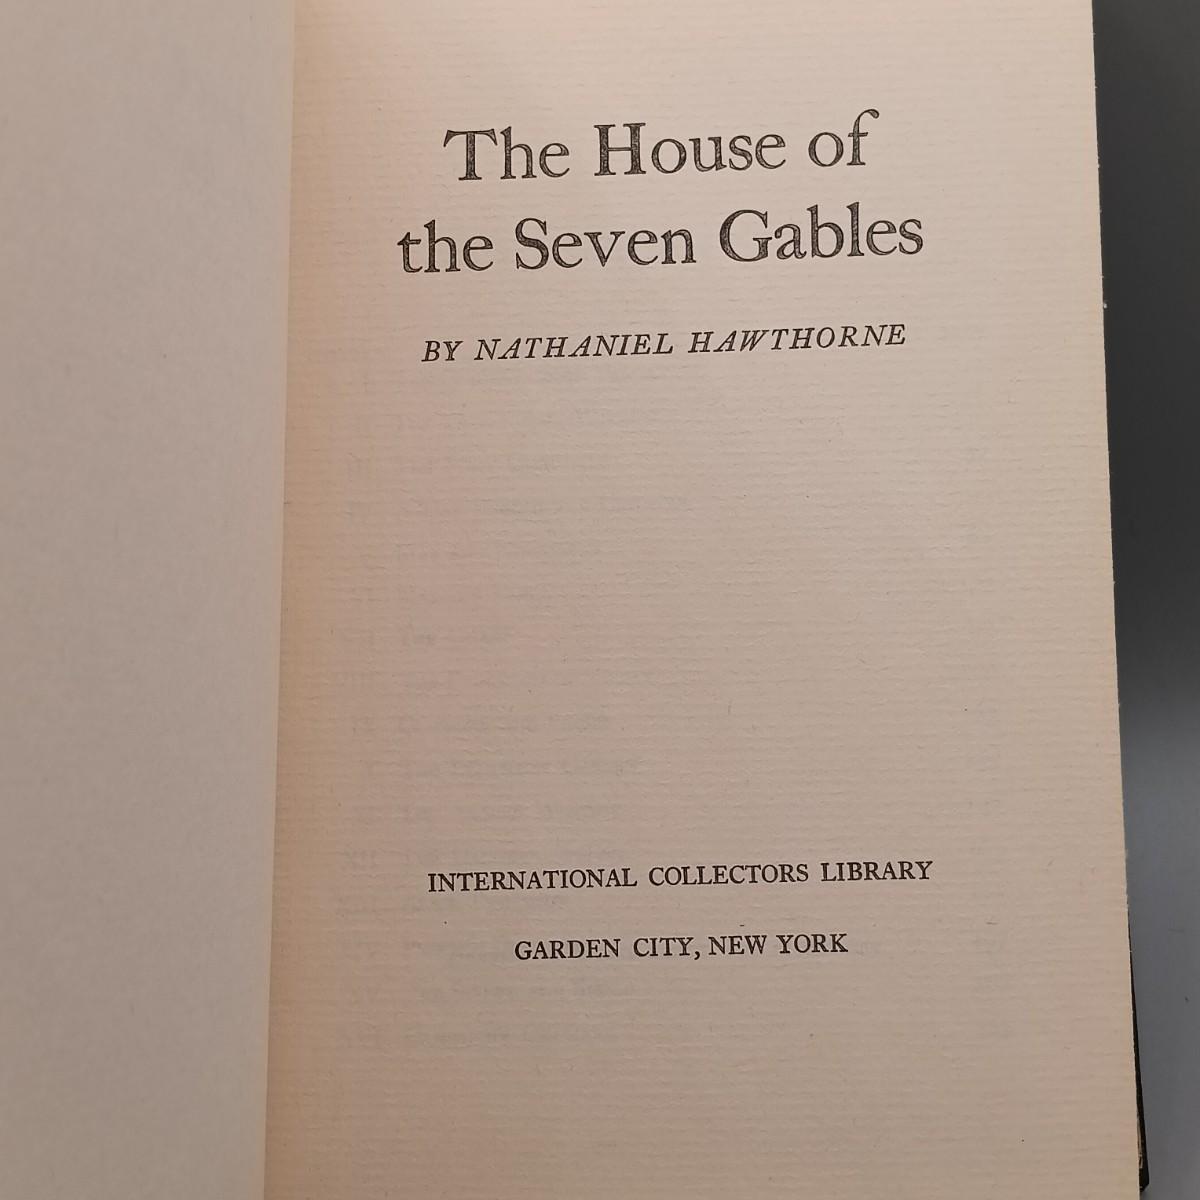 The House of
the Seven Gables
BY NATHANIEL HAWTHORNE
INTERNATIONAL COLLECTORS LIBRARY
GARDEN CITY, NEW YORK